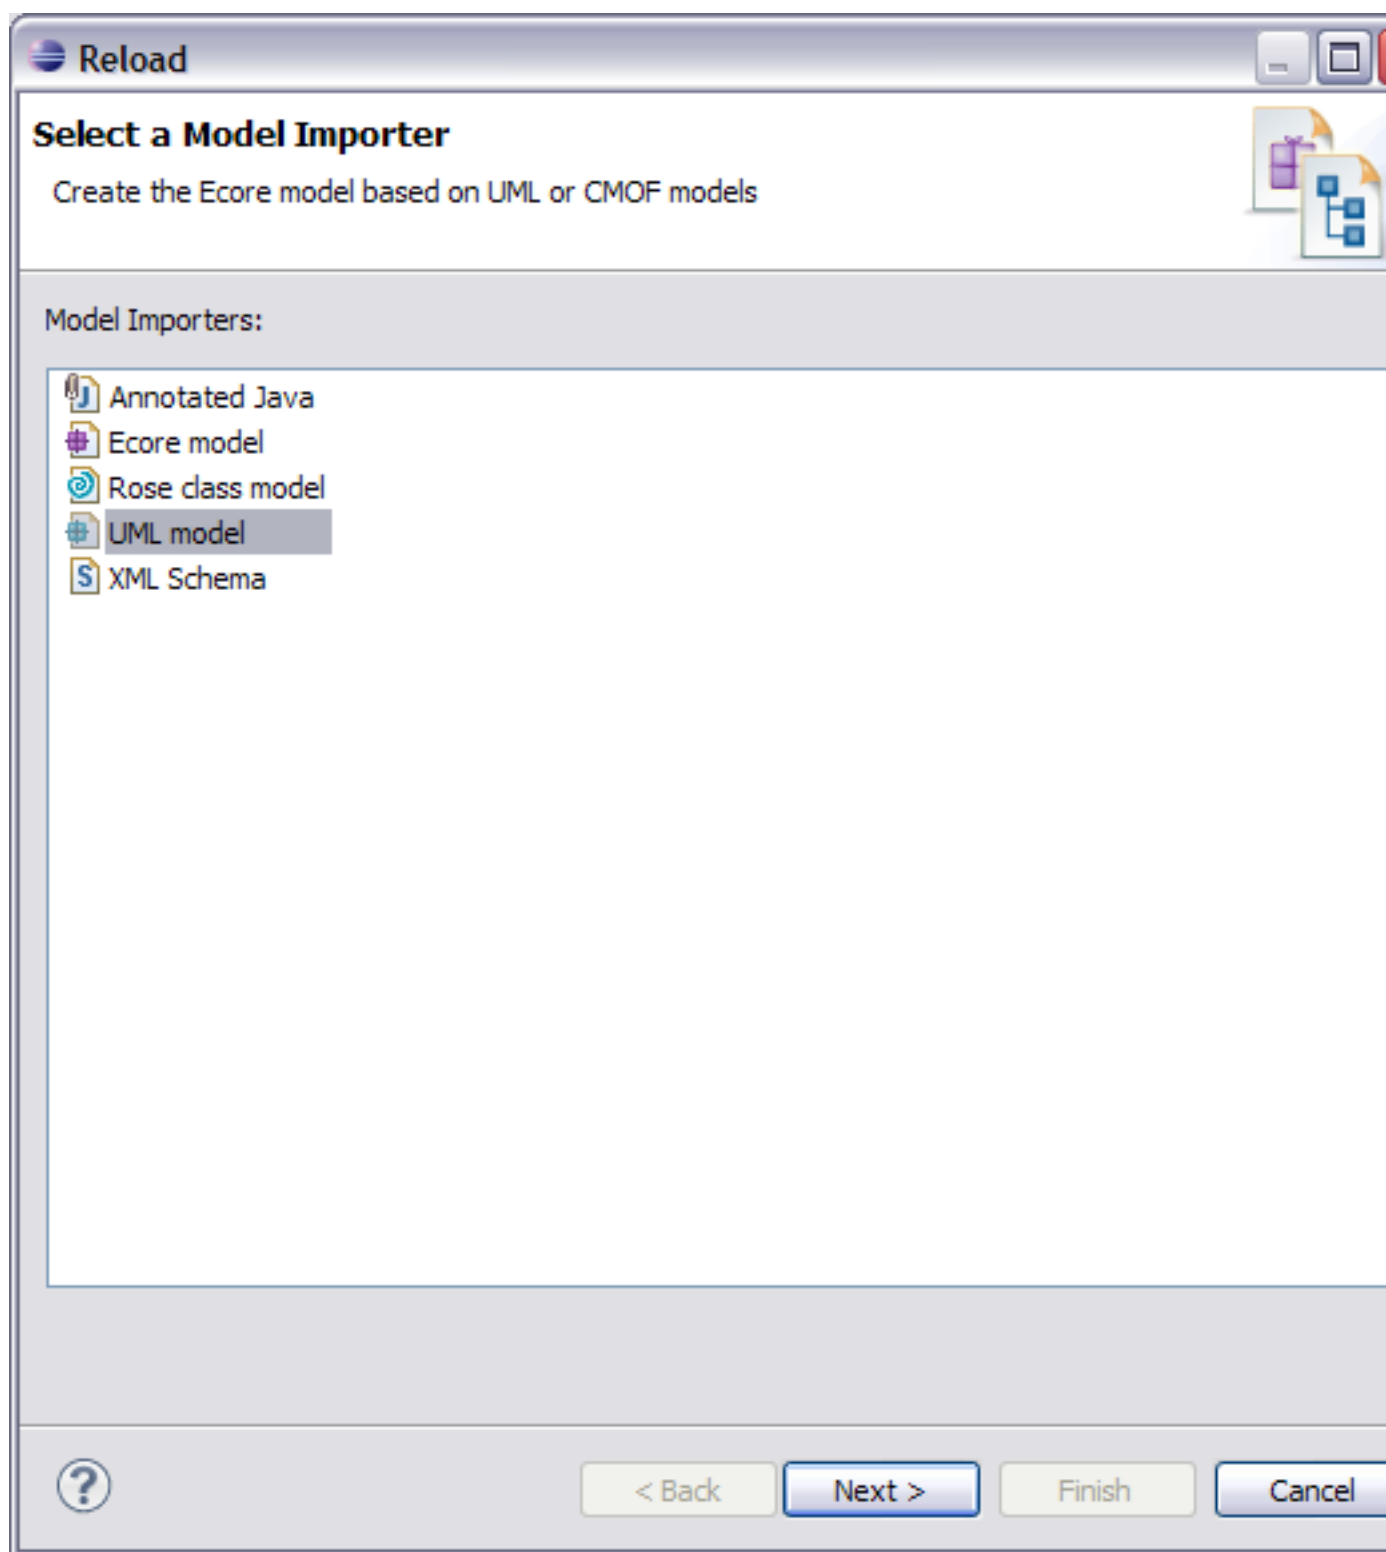 Reload
Select a Model Importer
Create the Ecore model based on UML or CMOF models
Model Importers:
J Annotated Java
Ecore model
Rose class model
UML model
S XML Schema
? < Back Next > Finish Cancel